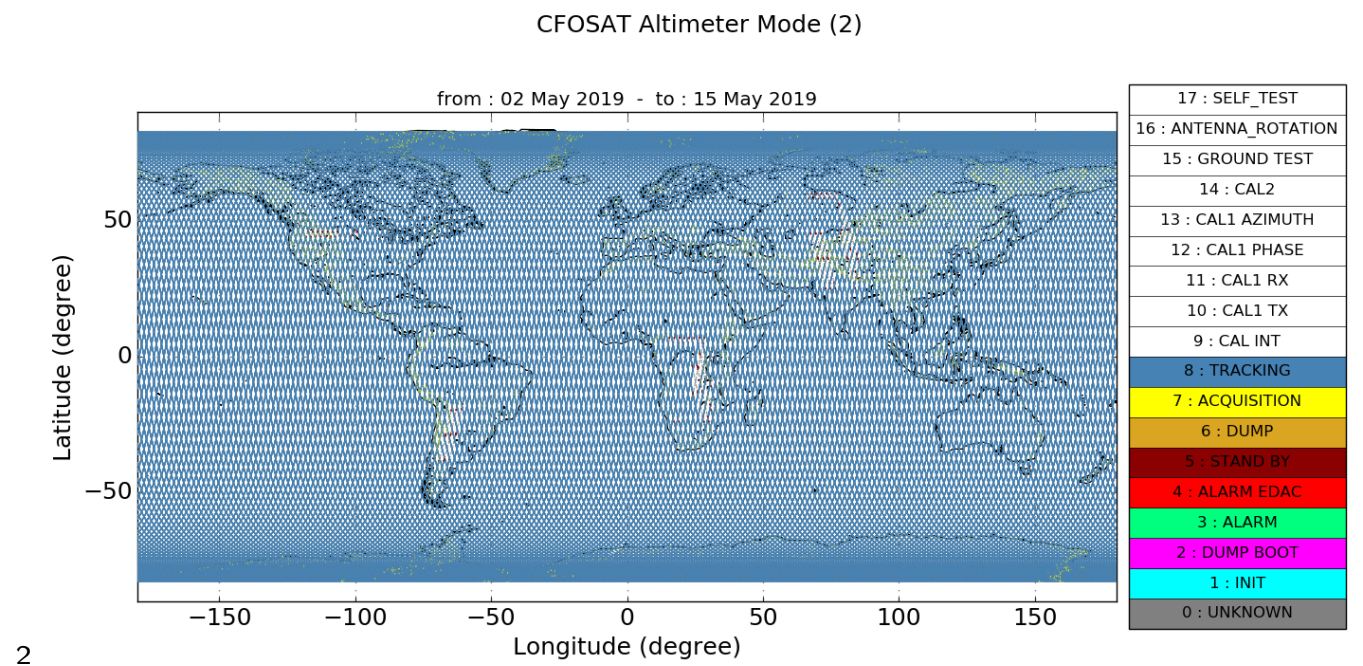 CFOSAT Altimeter Mode (2)
from : 02 May 2019 - to : 15 May 2019
17 : SELF_TEST
16 : ANTENNA_ROTATION
15 : GROUND TEST
14 : CAL2
13 : CAL1 AZIMUTH
12 : CAL1 PHASE
11 : CAL1 RX
10 : CAL1 TX
9 : CAL INT
8 : TRACKING
7 : ACQUISITION
6 : DUMP
5 : STAND BY
4 : ALARM EDAC
3 : ALARM
2 : DUMP BOOT
1 : INIT
0 : UNKNOWN
Latitude (degree)
50
0
−50
−150 −100 −50 0 50 100 150
Longitude (degree)
2